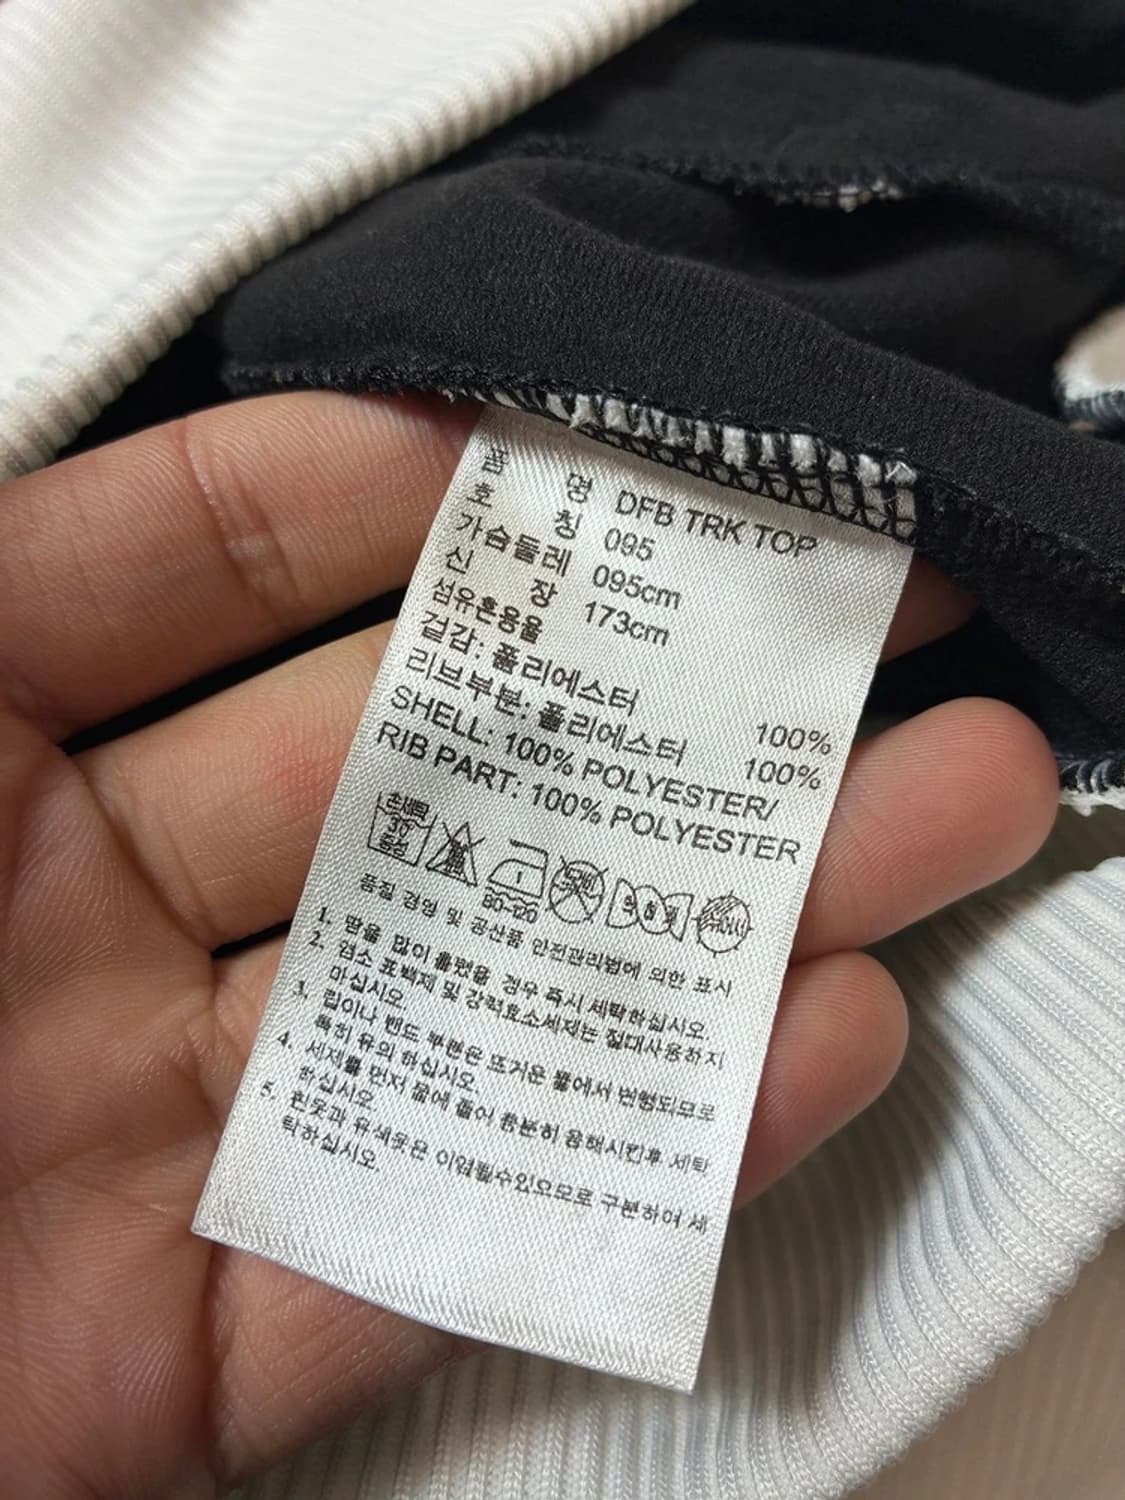 품 명 DFB TRK TOP
호 칭 095
가슴둘레 095cm
신 장 173cm
섬유혼용율
겉감: 폴리에스터 100%
리브부분: 폴리에스터 100%
SHELL: 100% POLYESTER/
RIB PART: 100% POLYESTER
80~120
품질 경영 및 공산품 안전관리법에 의한 표시
1. 땀을 많이 흘렸을 경우 즉시 세탁하십시오.
2. 염소 표백제 및 강력효소세제는 절대사용하지
마십시오.
3. 립이나 밴드 부분은 뜨거운 물에서 변형되므로
특히 유의 하십시오.
4. 세제를 먼저 물에 풀어 충분히 용해시킨후 세탁
하십시오.
5. 흰옷과 유색옷은 이염될수있으므로 구분하여 세
탁하십시오.